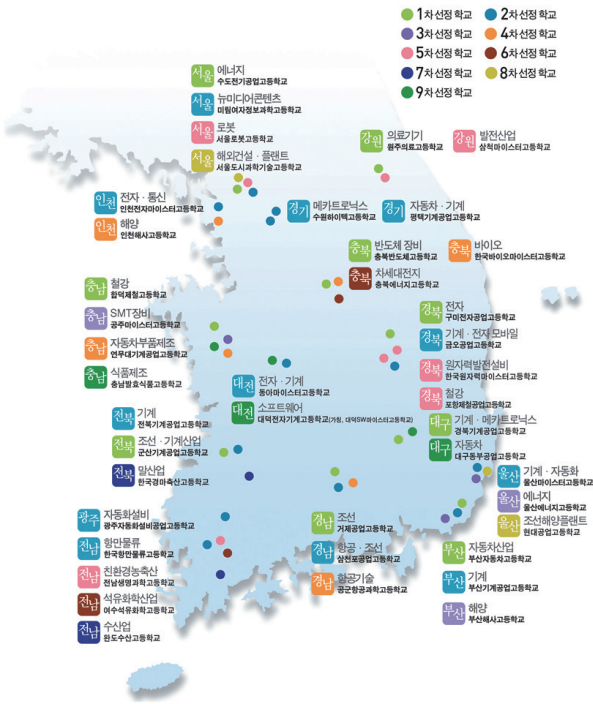 1차 선정 학교
2차 선정 학교
3차 선정 학교
4차 선정 학교
5차 선정 학교
6차 선정 학교
7차 선정 학교
8차 선정 학교
9차 선정 학교
서울 에너지
수도전기공업고등학교
서울 뉴미디어콘텐츠
미림여자정보과학고등학교
서울 로봇
서울로봇고등학교
서울 해외건설·플랜트
서울도시과학기술고등학교
강원 의료기기
원주의료고등학교
강원 발전산업
삼척마이스터고등학교
인천 전자·통신
인천전자마이스터고등학교
인천 해양
인천해사고등학교
경기 메카트로닉스
수원하이텍고등학교
경기 자동차·기계
평택기계공업고등학교
충북 반도체 장비
충북반도체고등학교
충북 바이오
한국바이오마이스터고등학교
충북 차세대전지
충북에너지고등학교
충남 철강
합덕제철고등학교
충남 SMT장비
공주마이스터고등학교
충남 자동차부품제조
연무대기계공업고등학교
충남 식품제조
충남발효식품고등학교
경북 전자
구미전자공업고등학교
경북 기계·전자 모바일
금오공업고등학교
경북 원자력발전설비
한국원자력마이스터고등학교
경북 철강
포항제철공업고등학교
대전 전자·기계
동아마이스터고등학교
대전 소프트웨어
대덕전자기계고등학교(가칭, 대덕SW마이스터고등학교)
대구 기계·메카트로닉스
경북기계공업고등학교
대구 자동차
대구동부공업고등학교
전북 기계
전북기계공업고등학교
전북 조선·기계산업
군산기계공업고등학교
전북 말산업
한국경마축산고등학교
울산 기계·자동화
울산마이스터고등학교
울산 에너지
울산에너지고등학교
울산 조선해양플랜트
현대공업고등학교
광주 자동화설비
광주자동화설비공업고등학교
전남 항만물류
한국항만물류고등학교
전남 친환경농축산
전남생명과학고등학교
전남 석유화학산업
여수석유화학고등학교
전남 수산업
완도수산고등학교
경남 조선
거제공업고등학교
경남 항공·조선
삼천포공업고등학교
경남 항공기술
공군항공과학고등학교
부산 자동차산업
부산자동차고등학교
부산 기계
부산기계공업고등학교
부산 해양
부산해사고등학교